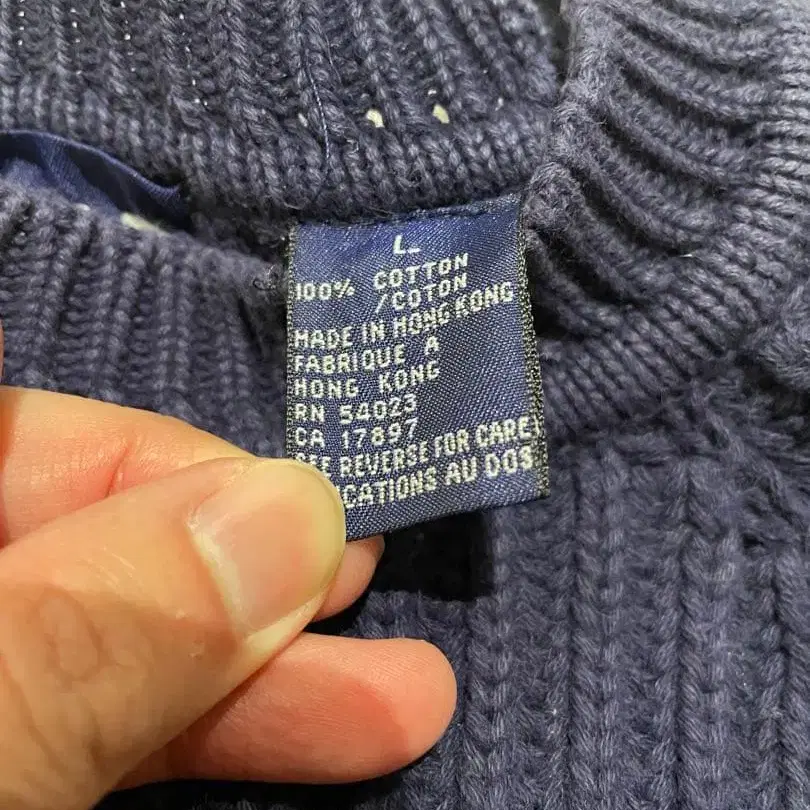 L
100% COTTON
/COTON
MADE IN HONG KONG
FABRIQUE A
HONG KONG
RN 54023
CA 17897
SEE REVERSE FOR CARE
CATIONS AU DOS